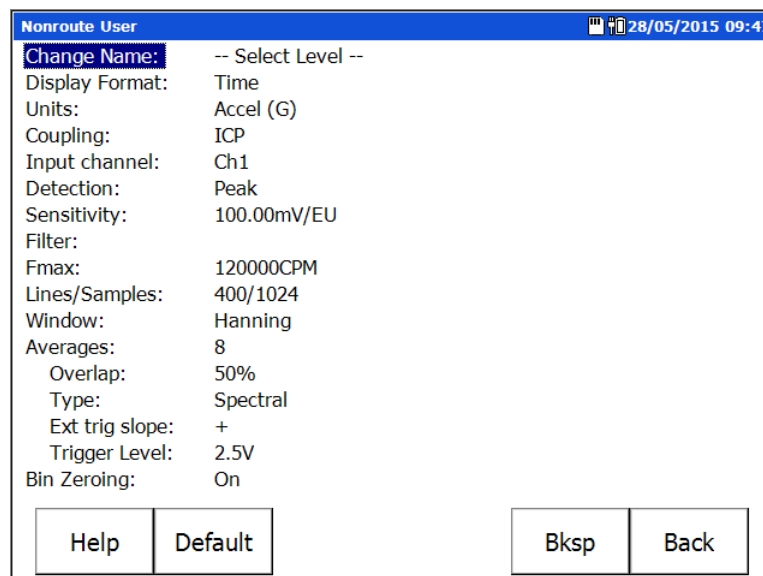 Nonroute User 28/05/2015 09:4
Change Name: -- Select Level --
Display Format: Time
Units: Accel (G)
Coupling: ICP
Input channel: Ch1
Detection: Peak
Sensitivity: 100.00mV/EU
Filter:
Fmax: 120000CPM
Lines/Samples: 400/1024
Window: Hanning
Averages: 8
Overlap: 50%
Type: Spectral
Ext trig slope: +
Trigger Level: 2.5V
Bin Zeroing: On
Help Default Bksp Back